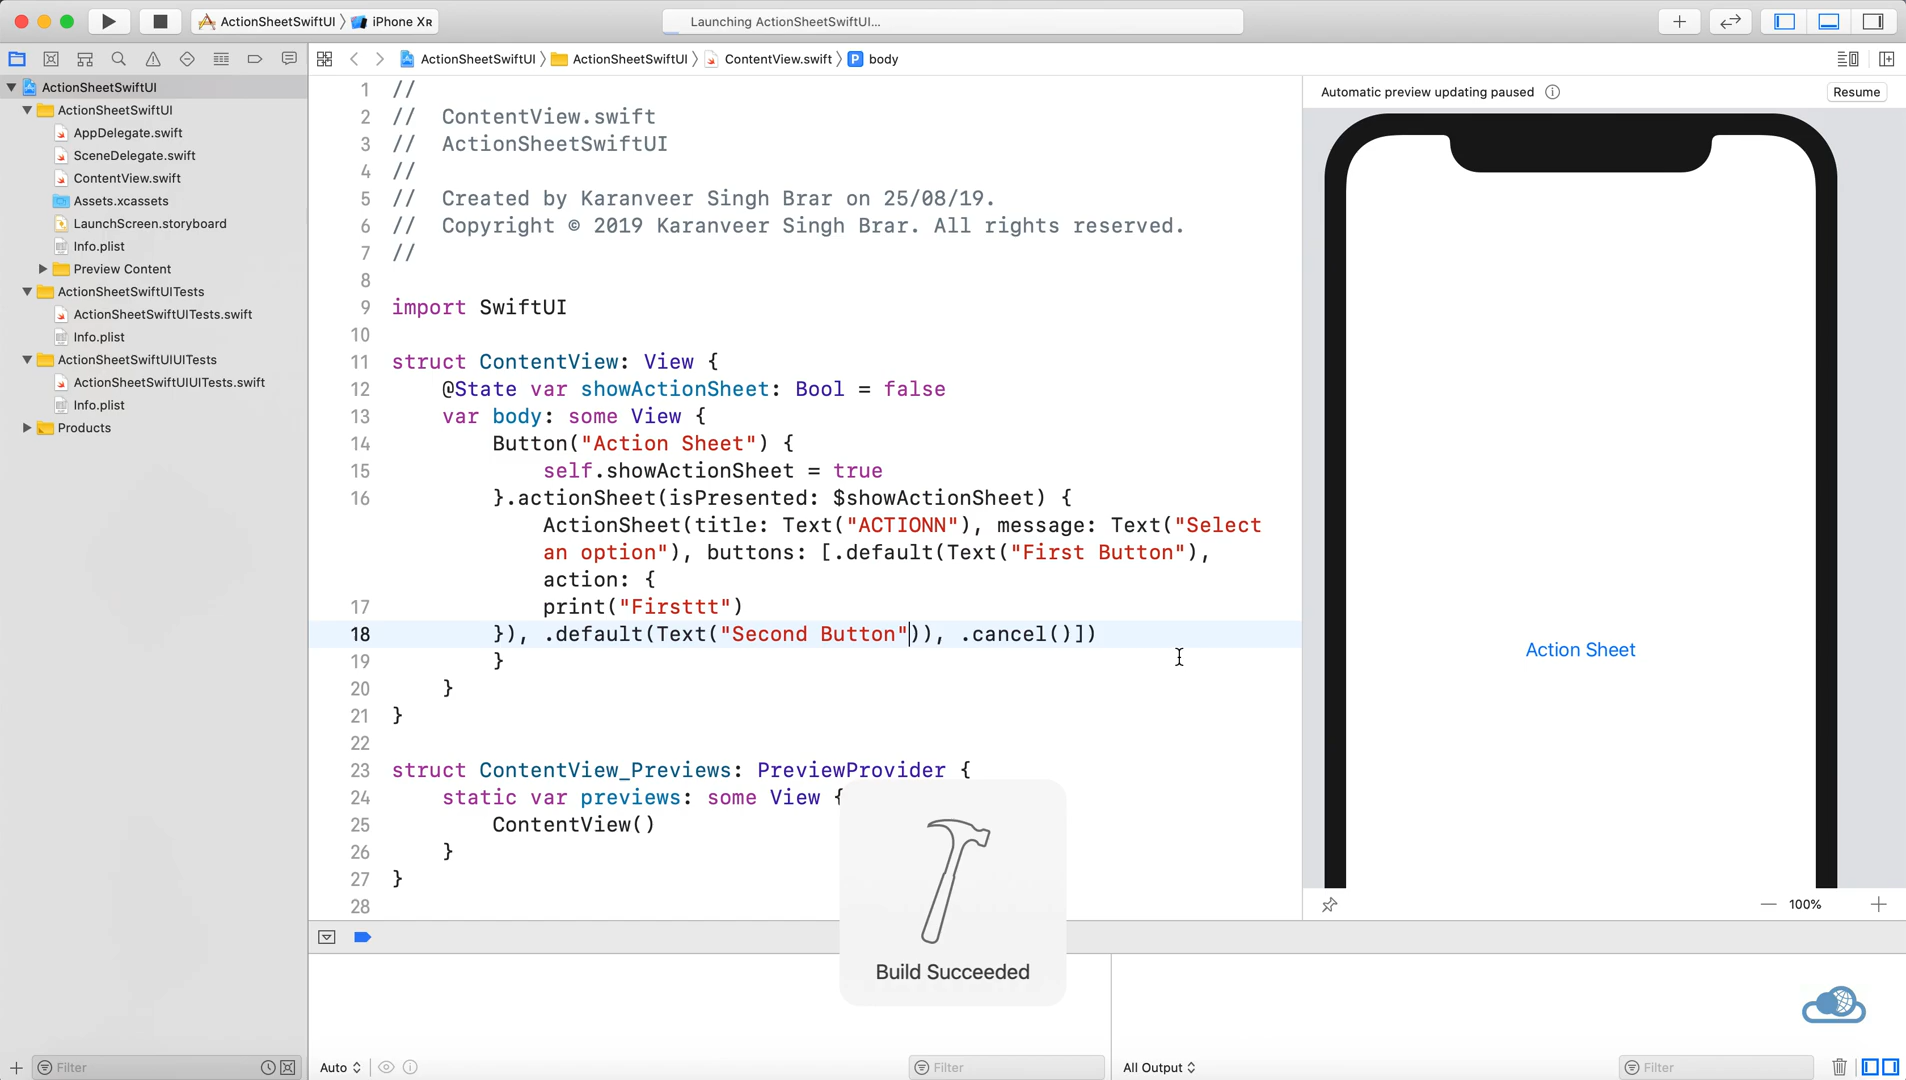 ActionSheetSwiftUI
iPhone XR
Launching ActionSheetSwiftUI...
ActionSheetSwiftUI
ActionSheetSwiftUI
ContentView.swift
P
body
ActionSheetSwiftUI
ActionSheetSwiftUI
AppDelegate.swift
SceneDelegate.swift
ContentView.swift
Assets.xcassets
LaunchScreen.storyboard
Info.plist
Preview Content
ActionSheetSwiftUITests
ActionSheetSwiftUITests.swift
Info.plist
ActionSheetSwiftUIUITests
ActionSheetSwiftUIUITests.swift
Info.plist
Products
1 //
2 // ContentView.swift
3 // ActionSheetSwiftUI
4 //
5 // Created by Karanveer Singh Brar on 25/08/19.
6 // Copyright © 2019 Karanveer Singh Brar. All rights reserved.
7 //
8
9 import SwiftUI
10
11 struct ContentView: View {
12 @State var showActionSheet: Bool = false
13 var body: some View {
14 Button("Action Sheet") {
15 self.showActionSheet = true
16 }.actionSheet(isPresented: $showActionSheet) {
ActionSheet(title: Text("ACTIONN"), message: Text("Select
an option"), buttons: [.default(Text("First Button"),
action: {
17 print("Firsttt")
18 }), .default(Text("Second Button")), .cancel()])
19 }
20 }
21 }
22
23 struct ContentView_Previews: PreviewProvider {
24 static var previews: some View {
25 ContentView()
26 }
27 }
28
Automatic preview updating paused
Resume
Action Sheet
100%
Build Succeeded
Filter
Auto
Filter
All Output
Filter